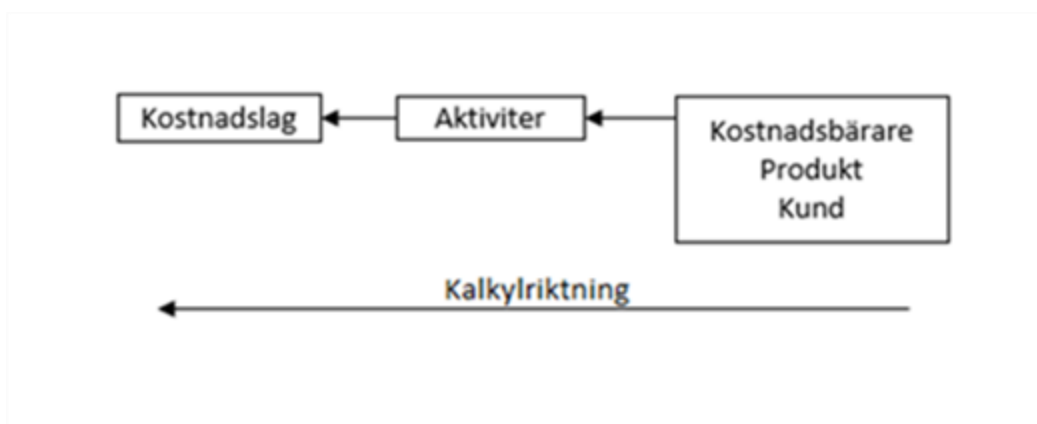 Kostnadslag
Aktiviter
Kostnadsbärare
Produkt
Kund
Kalkylriktning